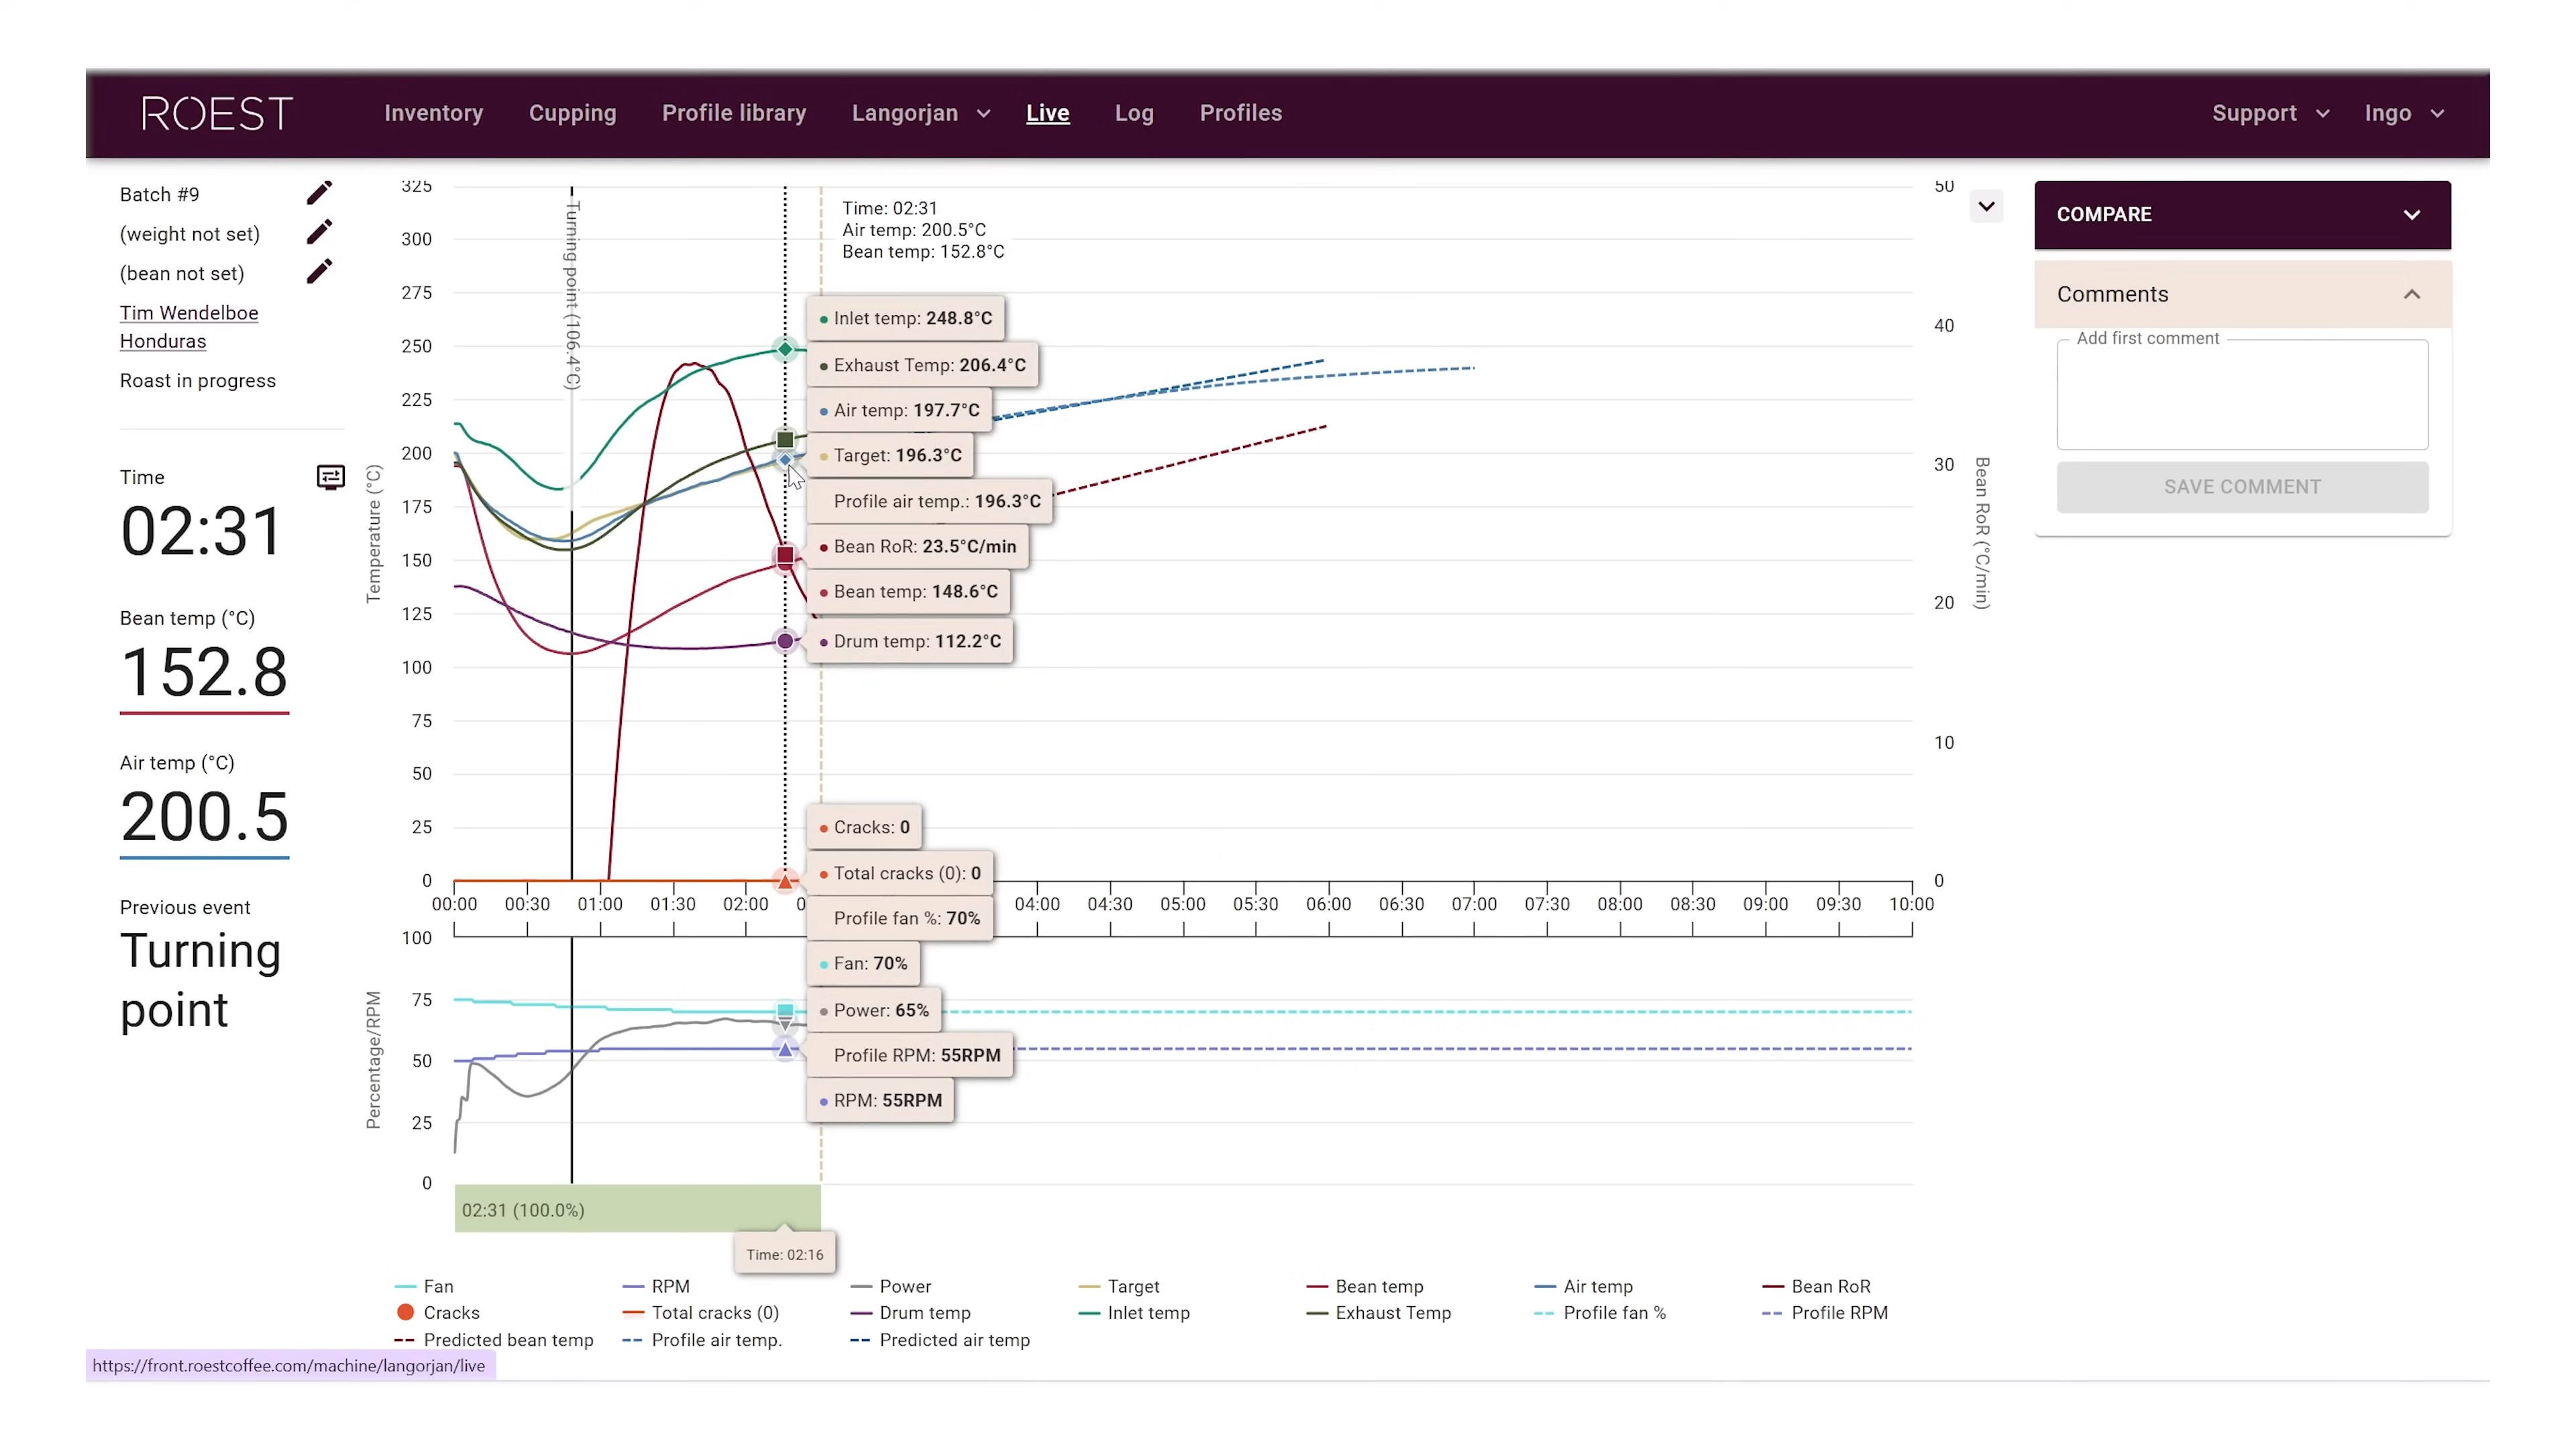 ROEST
Inventory
Cupping
Profile library
Langorjan
Live
Log
Profiles
Support
Ingo
Batch #9
(weight not set)
(bean not set)
Tim Wendelboe
Honduras
Roast in progress
Time
02:31
Bean temp (°C)
152.8
Air temp (°C)
200.5
Previous event
Turning
point
Temperature (°C)
325
300
275
250
225
200
175
150
125
100
75
50
25
0
Turning point (106.4°C)
Time: 02:31
Air temp: 200.5°C
Bean temp: 152.8°C
Inlet temp: 248.8°C
Exhaust Temp: 206.4°C
Air temp: 197.7°C
Target: 196.3°C
Profile air temp.: 196.3°C
Bean RoR: 23.5°C/min
Bean temp: 148.6°C
Drum temp: 112.2°C
Cracks: 0
Total cracks (0): 0
Profile fan %: 70%
Fan: 70%
Power: 65%
Profile RPM: 55RPM
RPM: 55RPM
50
40
30
20
10
0
Bean RoR (°C/min)
00:00
00:30
01:00
01:30
02:00
0
04:00
04:30
05:00
05:30
06:00
06:30
07:00
07:30
08:00
08:30
09:00
09:30
10:00
Percentage/RPM
100
75
50
25
0
02:31 (100.0%)
Time: 02:16
Fan
RPM
Power
Target
Bean temp
Air temp
Bean RoR
Cracks
Total cracks (0)
Drum temp
Inlet temp
Exhaust Temp
Profile fan %
Profile RPM
Predicted bean temp
Profile air temp.
Predicted air temp
COMPARE
Comments
Add first comment
SAVE COMMENT
https://front.roestcoffee.com/machine/langorjan/live